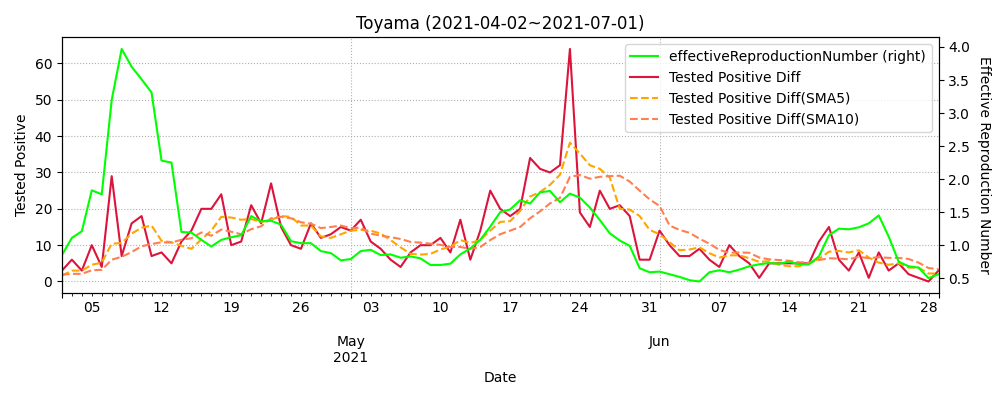 Toyama (2021-04-02~2021-07-01)
effectiveReproductionNumber (right)
Tested Positive Diff
Tested Positive Diff(SMA5)
Tested Positive Diff(SMA10)
Tested Positive
60
50
40
30
20
10
0
4.0
3.5
3.0
2.5
2.0
1.5
1.0
0.5
Effective Reproduction Number
05 12 19 26 03 10 17 24 31 07 14 21 28
May Jun
2021
Date